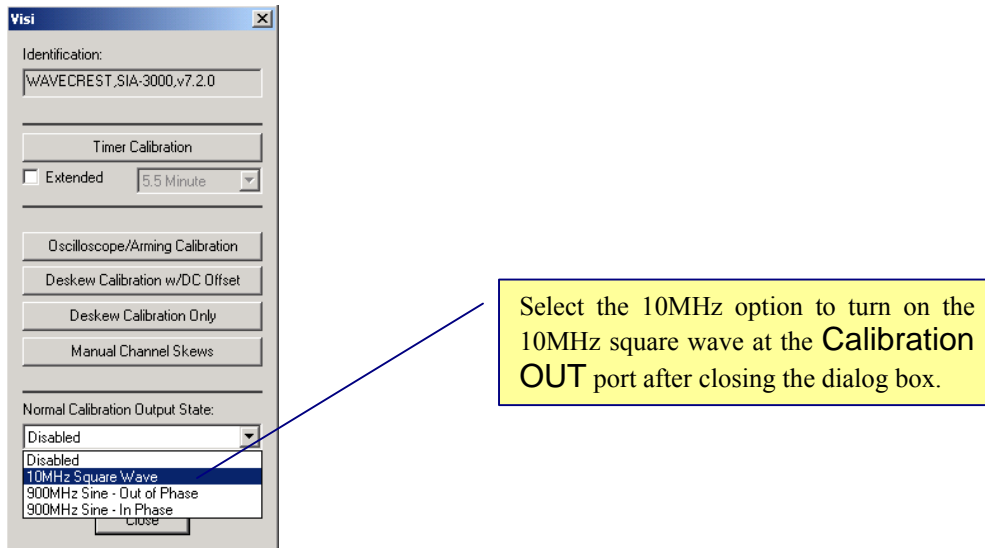 Visi
Identification:
WAVECREST,SIA-3000,v7.2.0
Timer Calibration
Extended
5.5 Minute
Oscilloscope/Arming Calibration
Deskew Calibration w/DC Offset
Deskew Calibration Only
Manual Channel Skews
Normal Calibration Output State:
Disabled
Disabled
10MHz Square Wave
900MHz Sine - Out of Phase
900MHz Sine - In Phase
Close
Select the 10MHz option to turn on the
10MHz square wave at the Calibration
OUT port after closing the dialog box.